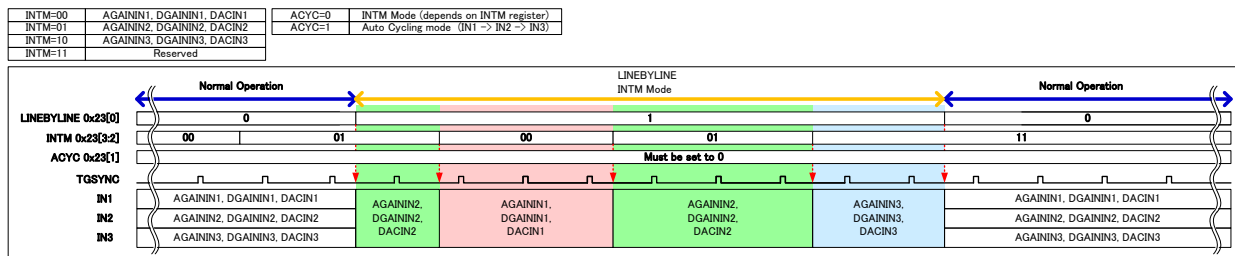 INTM=00 AGAININ1, DGAININ1, DACIN1 ACYC=0 INTM Mode (depends on INTM register)
INTM=01 AGAININ2, DGAININ2, DACIN2 ACYC=1 Auto Cycling mode (IN1 -> IN2 -> IN3)
INTM=10 AGAININ3, DGAININ3, DACIN3
INTM=11 Reserved
LINEBYLINE
Normal Operation INTM Mode Normal Operation
LINEBYLINE 0x23[0] 0 1 0
INTM 0x23[3:2] 00 01 00 01 11
ACYC 0x23[1] Must be set to 0
TGSYNC
IN1 AGAININ1, DGAININ1, DACIN1 AGAININ2, AGAININ1, AGAININ2, AGAININ3, AGAININ1, DGAININ1, DACIN1
IN2 AGAININ2, DGAININ2, DACIN2 DGAININ2, DGAININ1, DGAININ2, DGAININ3, AGAININ2, DGAININ2, DACIN2
DACIN2 DACIN1 DACIN2 DACIN3
IN3 AGAININ3, DGAININ3, DACIN3 AGAININ3, DGAININ3, DACIN3